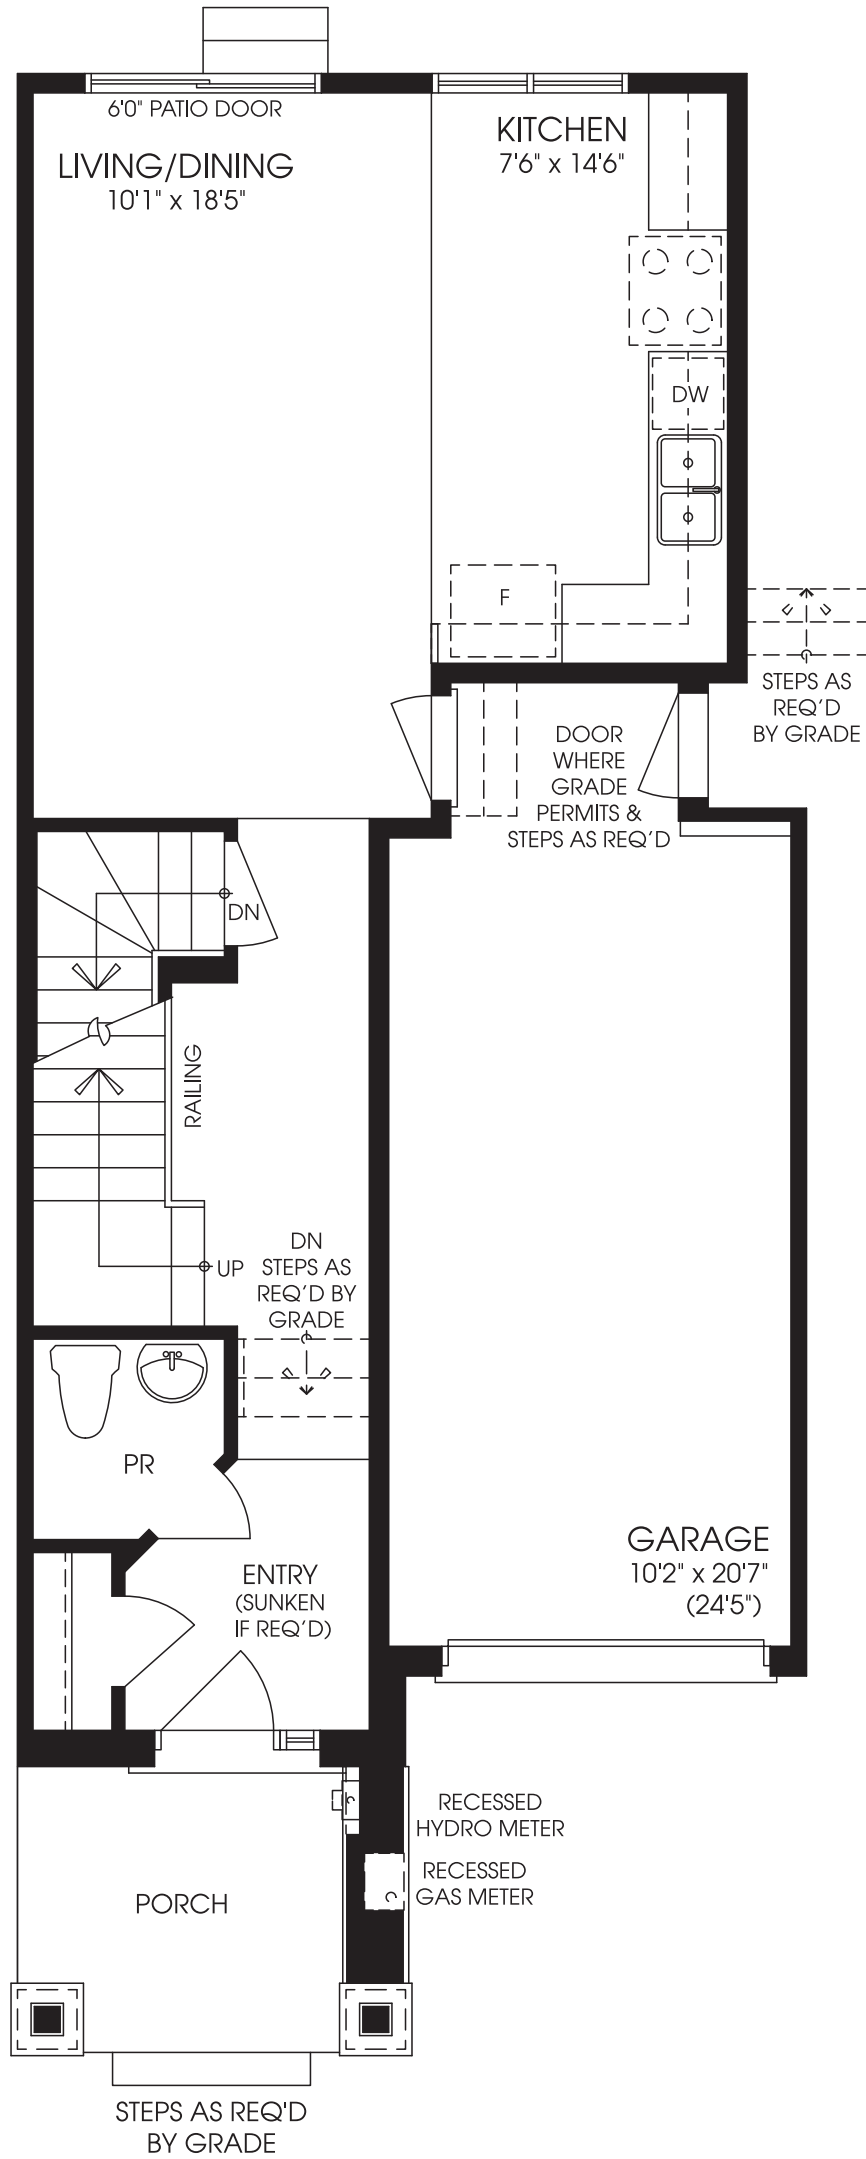 6'0" PATIO DOOR
LIVING/DINING
10'1" x 18'5"
KITCHEN
7'6" x 14'6"
DW
F
STEPS AS
REQ'D
BY GRADE
DOOR
WHERE
GRADE
PERMITS &
STEPS AS REQ'D
DN
RAILING
UP
DN
STEPS AS
REQ'D BY
GRADE
PR
ENTRY
(SUNKEN
IF REQ'D)
GARAGE
10'2" x 20'7"
(24'5")
RECESSED
HYDRO METER
RECESSED
GAS METER
PORCH
STEPS AS REQ'D
BY GRADE